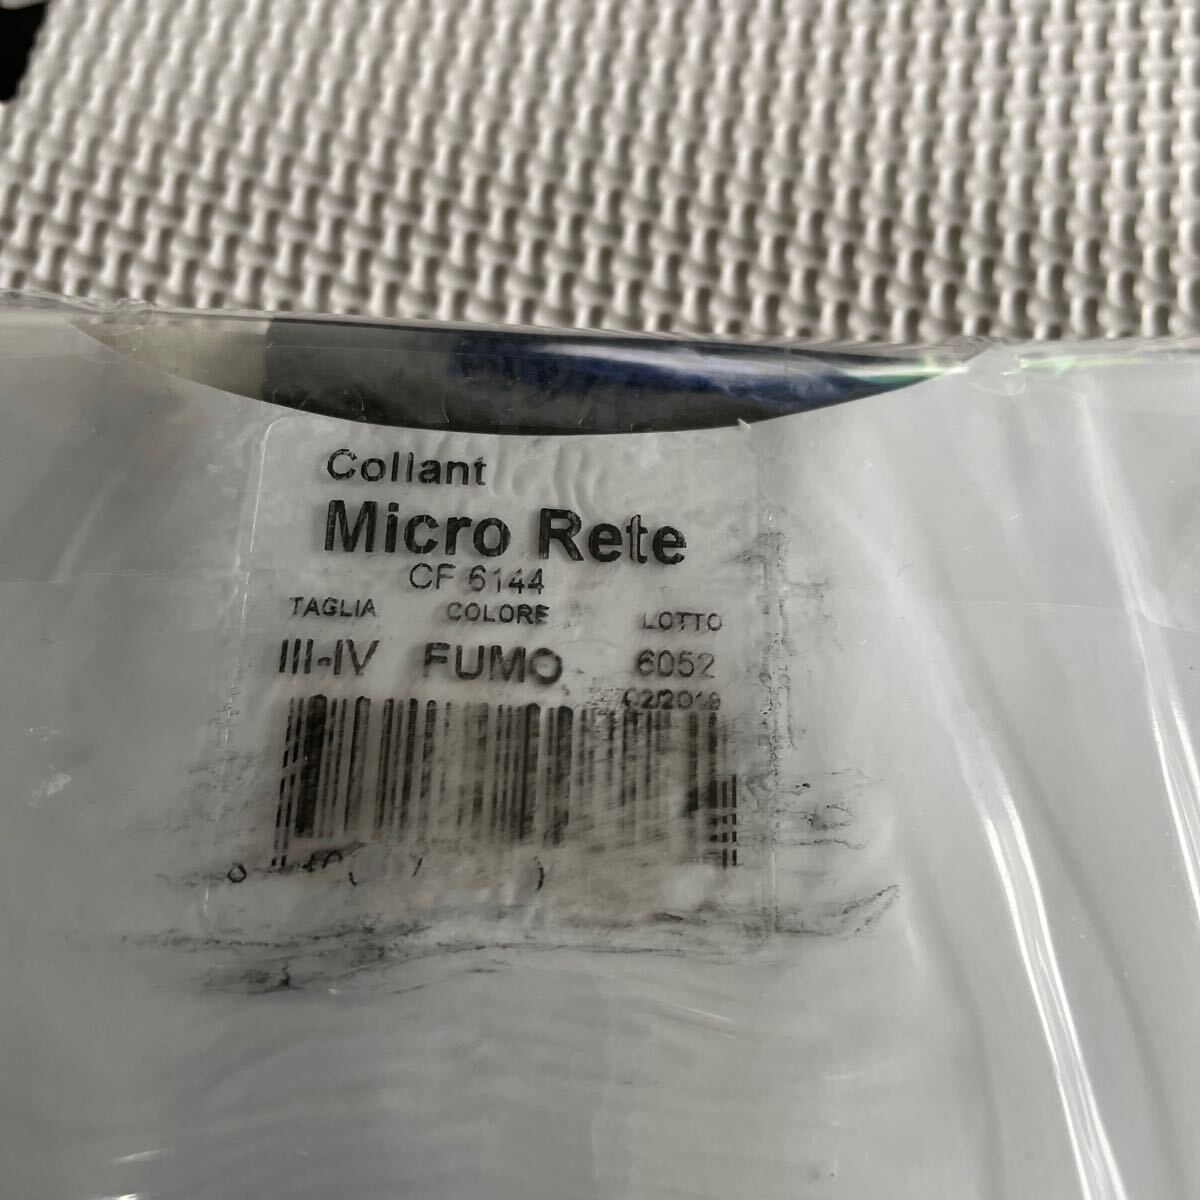 Collant
Micro Rete
CF 6144
TAGLIA COLORE LOTTO
III-IV FUMO 6052